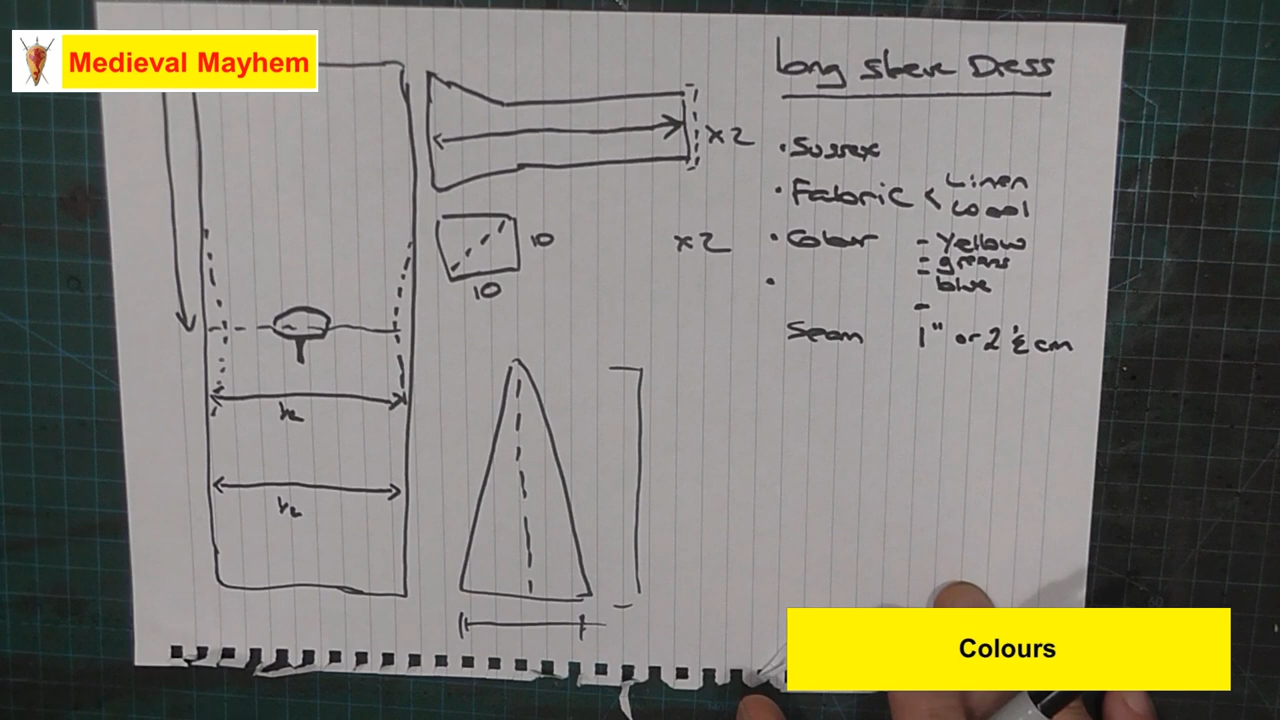 Medieval Mayhem
Long Sleeve Dress
x2
• Sussex
• Fabric < Linen
Wool
10
x2
• Colour - Yellow
- greens
- blue
•
-
10
Seam 1" or 2 ½ cm
½
½
Colours